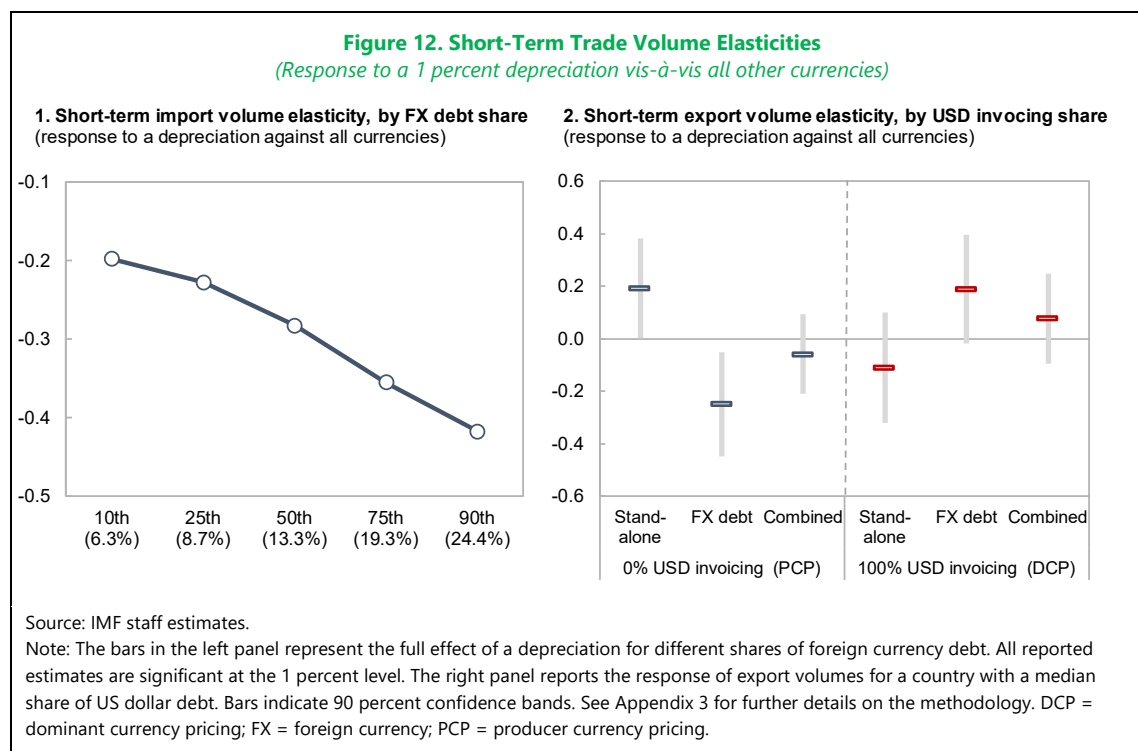 Figure 12. Short-Term Trade Volume Elasticities
(Response to a 1 percent depreciation vis-à-vis all other currencies)
1. Short-term import volume elasticity, by FX debt share
(response to a depreciation against all currencies)
-0.1
-0.2
-0.3
-0.4
-0.5
10th 25th 50th 75th 90th
(6.3%) (8.7%) (13.3%) (19.3%) (24.4%)
2. Short-term export volume elasticity, by USD invocing share
(response to a depreciation against all currencies)
0.6
0.4
0.2
0.0
-0.2
-0.4
-0.6
Stand- FX debt Combined Stand- FX debt Combined
alone alone
0% USD invoicing (PCP) 100% USD invoicing (DCP)
Source: IMF staff estimates.
Note: The bars in the left panel represent the full effect of a depreciation for different shares of foreign currency debt. All reported
estimates are significant at the 1 percent level. The right panel reports the response of export volumes for a country with a median
share of US dollar debt. Bars indicate 90 percent confidence bands. See Appendix 3 for further details on the methodology. DCP =
dominant currency pricing; FX = foreign currency; PCP = producer currency pricing.